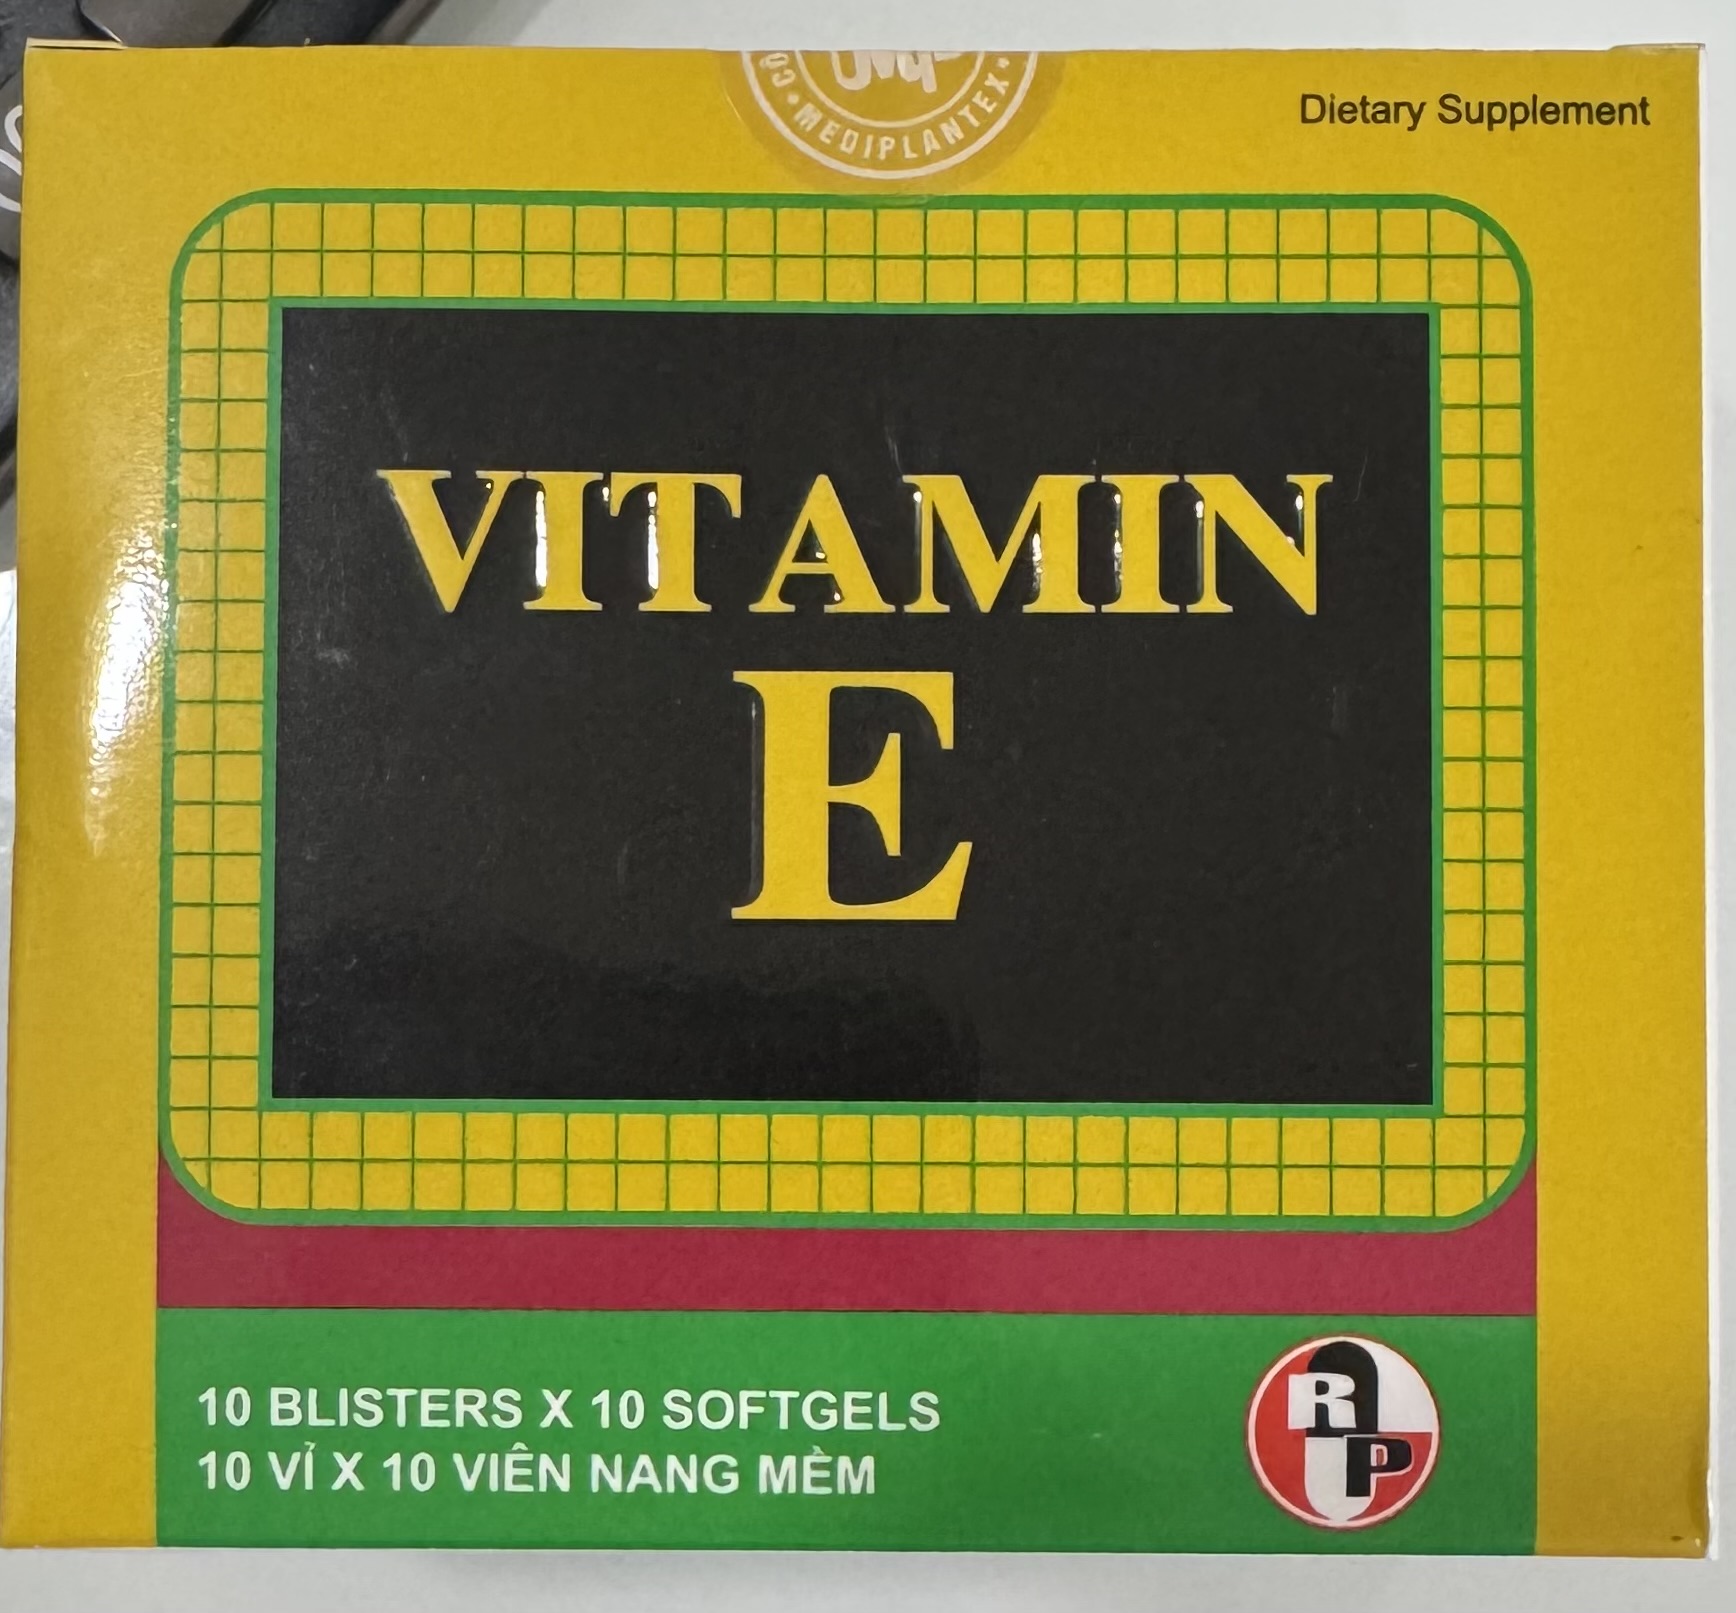 MEDIPLANTEX
Dietary Supplement
VITAMIN
E
10 BLISTERS X 10 SOFTGELS
10 VỈ X 10 VIÊN NANG MỀM
R
P